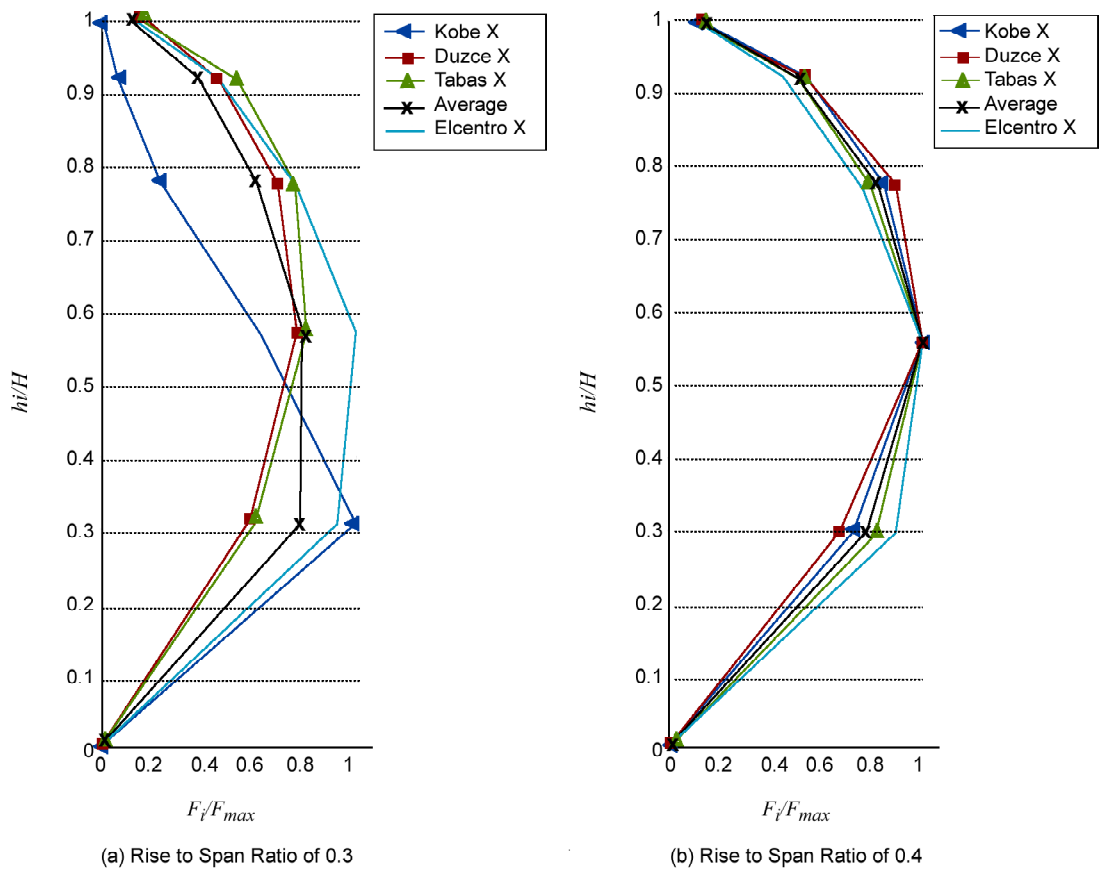 1
0.9
0.8
0.7
0.6
0.5
0.4
0.3
0.2
0.1
0
hi/H
0 0.2 0.4 0.6 0.8 1
Fi/Fmax
Kobe X
Duzce X
Tabas X
Average
Elcentro X
(a) Rise to Span Ratio of 0.3
1
0.9
0.8
0.7
0.6
0.5
0.4
0.3
0.2
0.1
0
hi/H
0 0.2 0.4 0.6 0.8 1
Fi/Fmax
Kobe X
Duzce X
Tabas X
Average
Elcentro X
(b) Rise to Span Ratio of 0.4